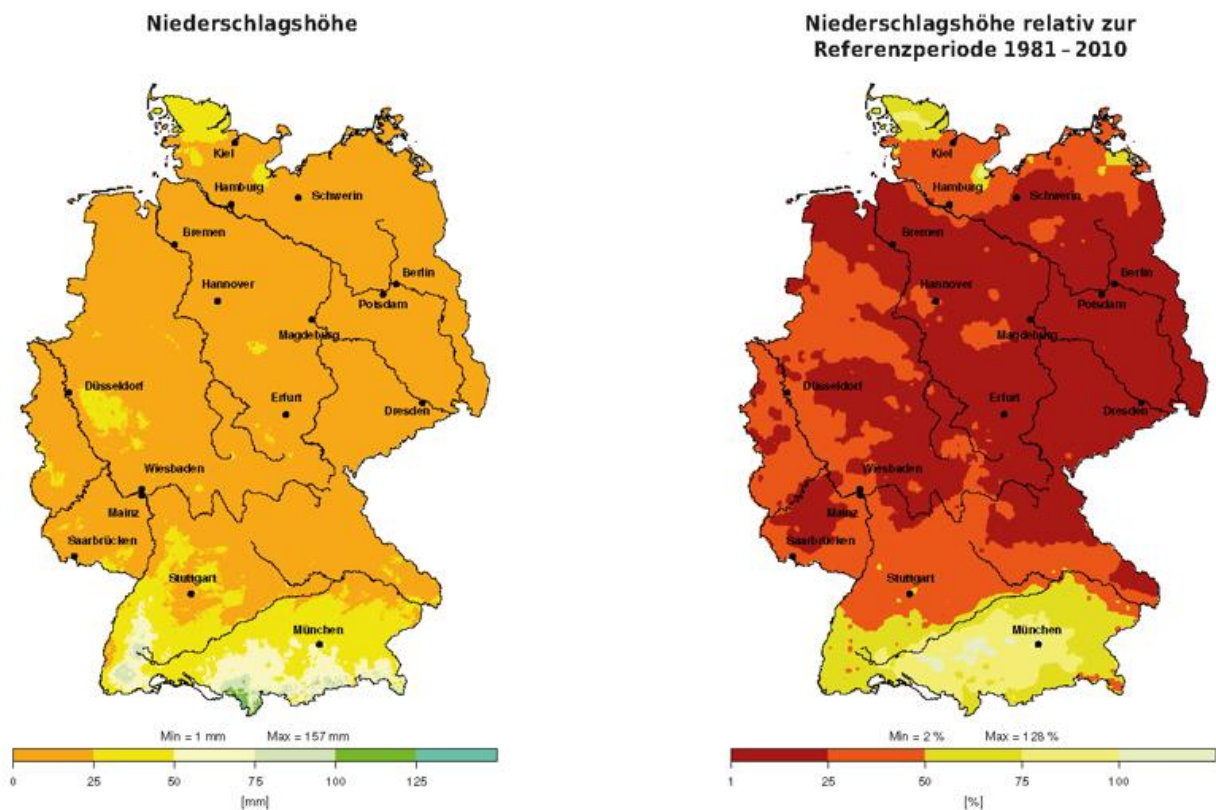 Niederschlagshöhe
Kiel
Hamburg
Schwerin
Bremen
Berlin
Hannover
Potsdam
Magdeburg
Düsseldorf
Erfurt
Dresden
Wiesbaden
Mainz
Saarbrücken
Stuttgart
München
Min = 1 mm Max = 157 mm
0 25 50 75 100 125
[mm]
Niederschlagshöhe relativ zur
Referenzperiode 1981 – 2010
Kiel
Hamburg
Schwerin
Bremen
Berlin
Hannover
Potsdam
Magdeburg
Düsseldorf
Erfurt
Dresden
Wiesbaden
Mainz
Saarbrücken
Stuttgart
München
Min = 2 % Max = 128 %
1 25 50 75 100
[%]